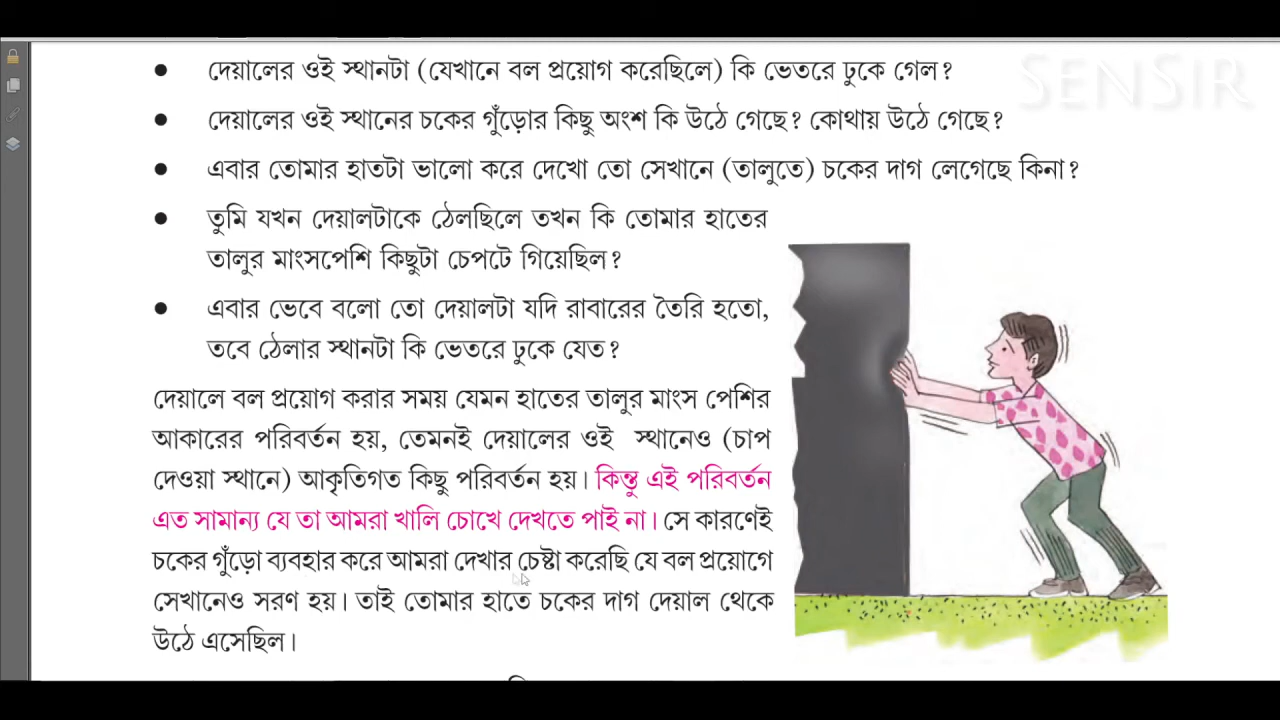 SENSIR
● দেয়ালের ওই স্থানটা (যেখানে বল প্রয়োগ করেছিলে) কি ভেতরে ঢুকে গেল?
● দেয়ালের ওই স্থানের চকের গুঁড়োর কিছু অংশ কি উঠে গেছে? কোথায় উঠে গেছে?
● এবার তোমার হাতটা ভালো করে দেখো তো সেখানে (তালুতে) চকের দাগ লেগেছে কিনা?
● তুমি যখন দেয়ালটাকে ঠেলছিলে তখন কি তোমার হাতের
তালুর মাংসপেশি কিছুটা চেপটে গিয়েছিল?
● এবার ভেবে বলো তো দেয়ালটা যদি রাবারের তৈরি হতো,
তবে ঠেলার স্থানটা কি ভেতরে ঢুকে যেত?
দেয়ালে বল প্রয়োগ করার সময় যেমন হাতের তালুর মাংস পেশির
আকারের পরিবর্তন হয়, তেমনই দেয়ালের ওই স্থানেও (চাপ
দেওয়া স্থানে) আকৃতিগত কিছু পরিবর্তন হয়। কিন্তু এই পরিবর্তন
এত সামান্য যে তা আমরা খালি চোখে দেখতে পাই না। সে কারণেই
চকের গুঁড়ো ব্যবহার করে আমরা দেখার চেষ্টা করেছি যে বল প্রয়োগে
সেখানেও সরণ হয়। তাই তোমার হাতে চকের দাগ দেয়াল থেকে
উঠে এসেছিল।